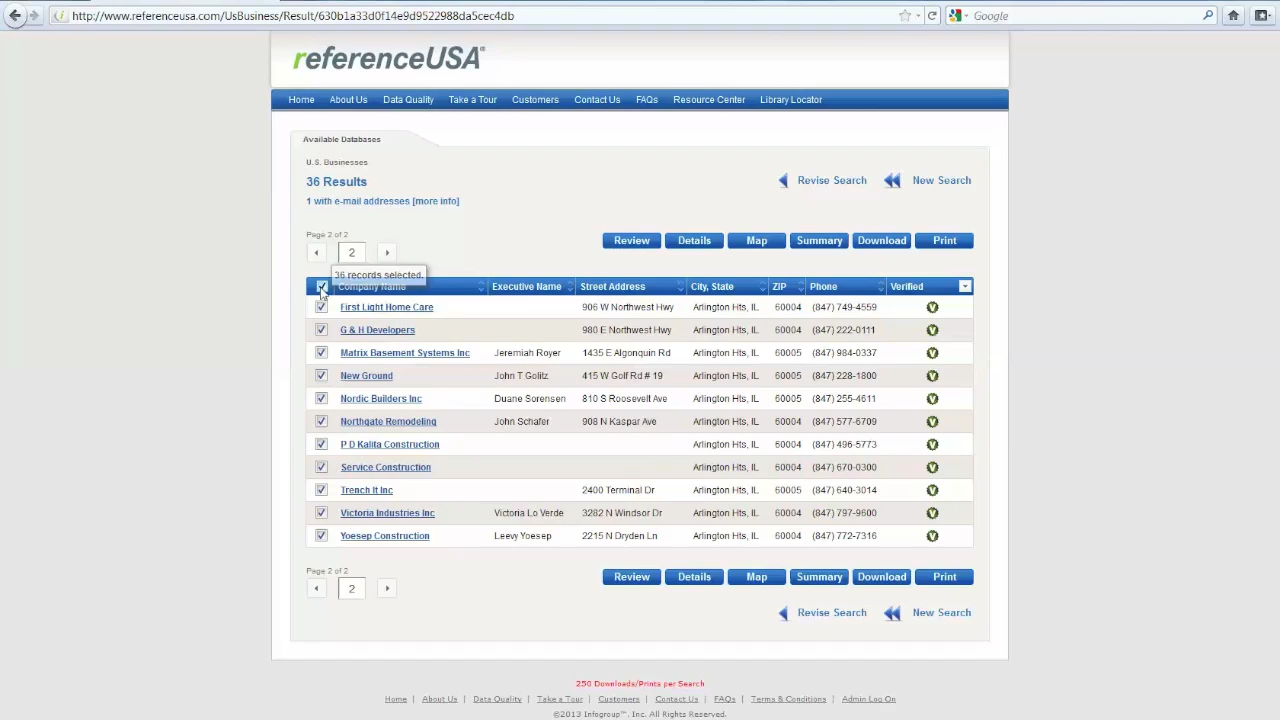 http://www.referenceusa.com/UsBusiness/Result/630b1a33d0f14e9d9522988da5cec4db
Google
referenceUSA®
Home About Us Data Quality Take a Tour Customers Contact Us FAQs Resource Center Library Locator
Available Databases
U.S. Businesses
36 Results
Revise Search New Search
1 with e-mail addresses [more info]
Page 2 of 2
2
Review Details Map Summary Download Print
36 records selected.
Company Name Executive Name Street Address City, State ZIP Phone Verified
First Light Home Care 906 W Northwest Hwy Arlington Hts, IL 60004 (847) 749-4559
G & H Developers 980 E Northwest Hwy Arlington Hts, IL 60004 (847) 222-0111
Matrix Basement Systems Inc Jeremiah Royer 1435 E Algonquin Rd Arlington Hts, IL 60005 (847) 984-0337
New Ground John T Golitz 415 W Golf Rd # 19 Arlington Hts, IL 60005 (847) 228-1800
Nordic Builders Inc Duane Sorensen 810 S Roosevelt Ave Arlington Hts, IL 60005 (847) 255-4611
Northgate Remodeling John Schafer 908 N Kaspar Ave Arlington Hts, IL 60004 (847) 577-6709
P D Kalita Construction Arlington Hts, IL 60004 (847) 496-5773
Service Construction Arlington Hts, IL 60004 (847) 670-0300
Trench It Inc 2400 Terminal Dr Arlington Hts, IL 60005 (847) 640-3014
Victoria Industries Inc Victoria Lo Verde 3282 N Windsor Dr Arlington Hts, IL 60004 (847) 797-9600
Yoesep Construction Leevy Yoesep 2215 N Dryden Ln Arlington Hts, IL 60004 (847) 772-7316
Page 2 of 2
2
Review Details Map Summary Download Print
Revise Search New Search
250 Downloads/Prints per Search
Home About Us Data Quality Take a Tour Customers Contact Us FAQs Terms & Conditions Admin Log On
©2013 Infogroup™, Inc. All Rights Reserved.